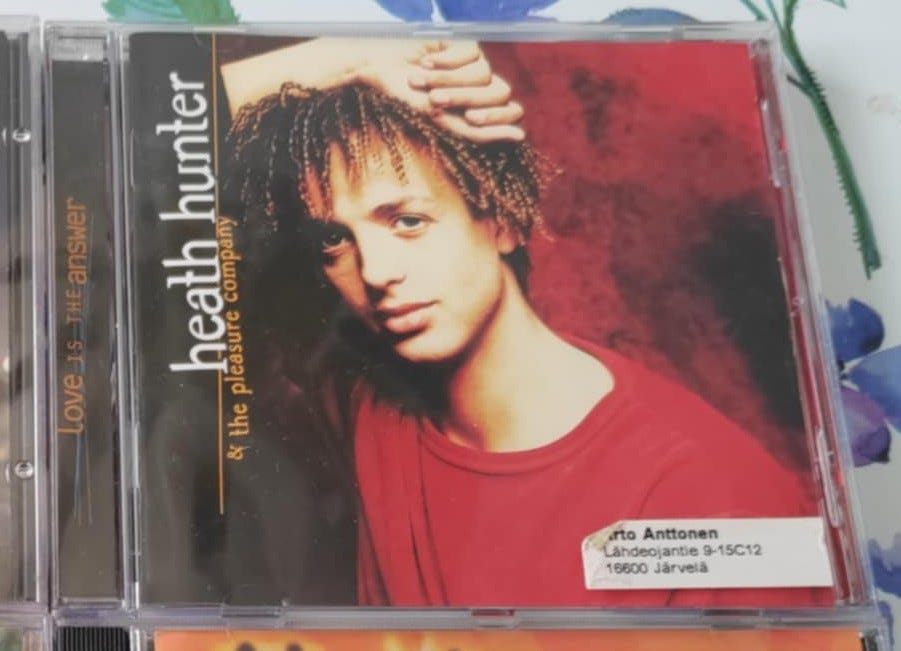 love is THE answer
heath hunter
& the pleasure company
rto Anttonen
Lähdeojantie 9-15C12
16600 Järvelä